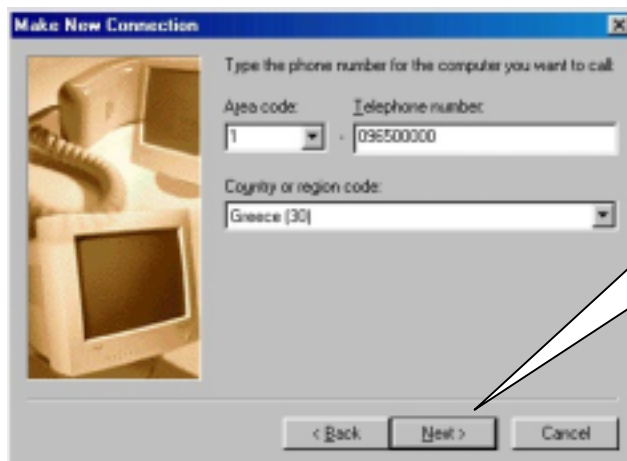 Make New Connection
Type the phone number for the computer you want to call:
Area code: Telephone number:
1 - 096500000
Country or region code:
Greece (30)
< Back Next > Cancel